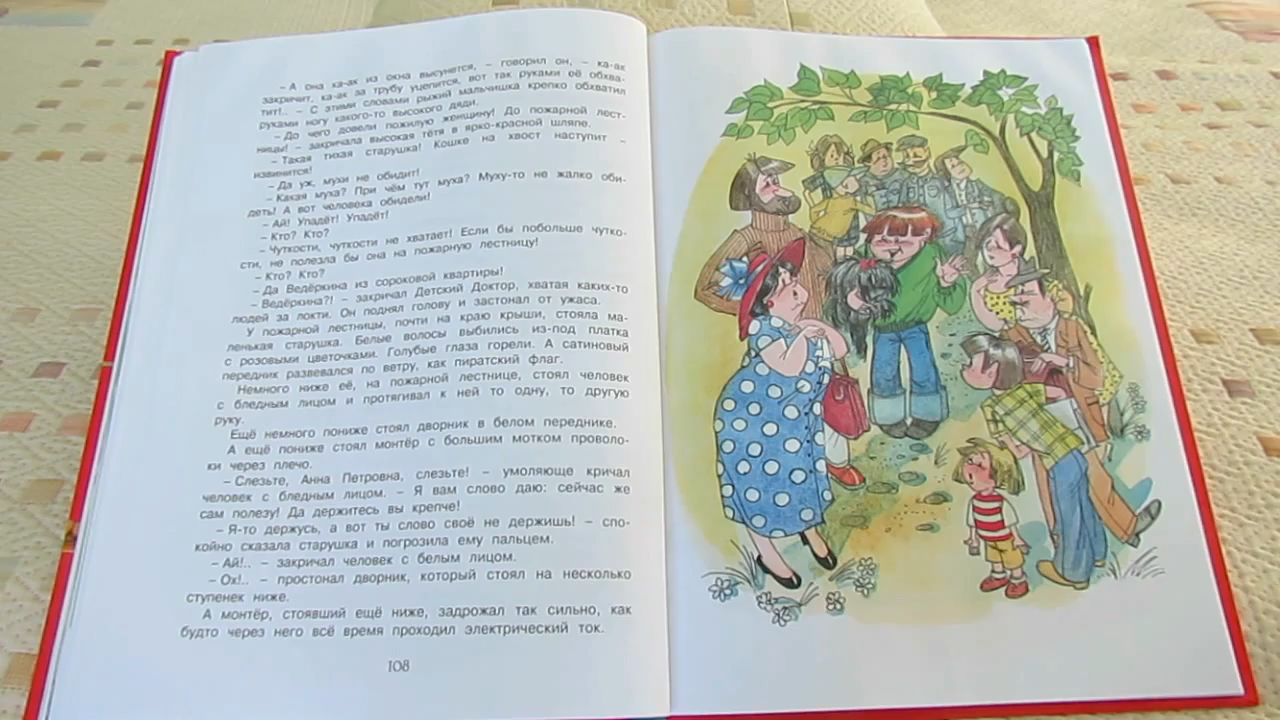 – А она ка-ак из окна высунется, – говорил он, – ка-ак
закричит, ка-ак за трубу уцепится, вот так руками её обхва-
тит!.. – С этими словами рыжий мальчишка крепко обхватил
руками ногу какого-то высокого дяди.
– До чего довели пожилую женщину! До пожарной лест-
ницы! – закричала высокая тётя в ярко-красной шляпе.
– Такая тихая старушка! Кошке на хвост наступит –
извинится!
– Да уж, мухи не обидит!
– Какая муха? При чём тут муха? Муху-то не жалко оби-
деть! А вот человека обидели!
– Ай! Упадёт! Упадёт!
– Кто? Кто?
– Чуткости, чуткости не хватает! Если бы побольше чутко-
сти, не полезла бы она на пожарную лестницу!
– Кто? Кто?
– Да Ведёркина из сороковой квартиры!
– Ведёркина?! – закричал Детский Доктор, хватая каких-то
людей за локти. Он поднял голову и застонал от ужаса.
У пожарной лестницы, почти на краю крыши, стояла ма-
ленькая старушка. Белые волосы выбились из-под платка
с розовыми цветочками. Голубые глаза горели. А сатиновый
передник развевался по ветру, как пиратский флаг.
Немного ниже её, на пожарной лестнице, стоял человек
с бледным лицом и протягивал к ней то одну, то другую
руку.
Ещё немного пониже стоял дворник в белом переднике.
А ещё пониже стоял монтёр с большим мотком проволо-
ки через плечо.
– Слезьте, Анна Петровна, слезьте! – умоляюще кричал
человек с бледным лицом. – Я вам слово даю: сейчас же
сам полезу! Да держитесь вы крепче!
– Я-то держусь, а вот ты слово своё не держишь! – спо-
койно сказала старушка и погрозила ему пальцем.
– Ай!.. – закричал человек с белым лицом.
– Ох!.. – простонал дворник, который стоял на несколько
ступенек ниже.
А монтёр, стоявший ещё ниже, задрожал так сильно, как
будто через него всё время проходил электрический ток.
108